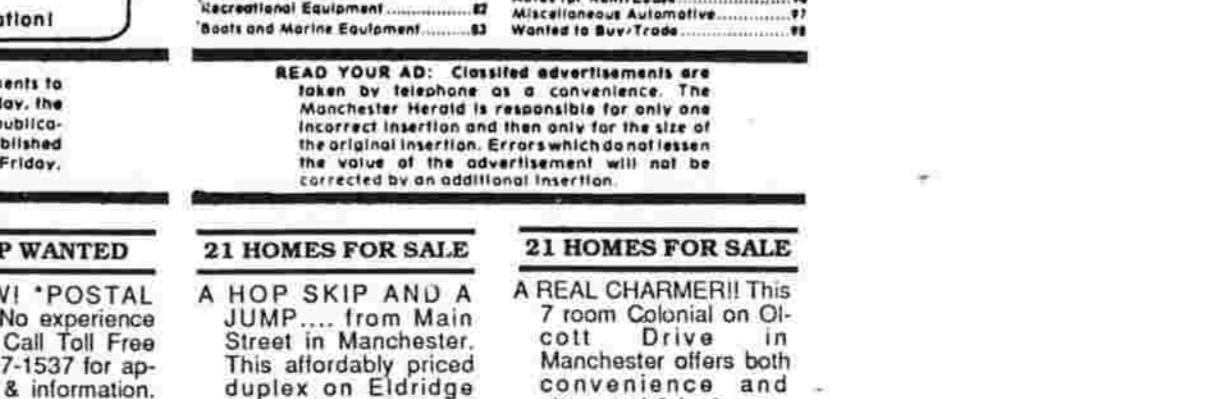 ation!
ents to
lay, the
publica-
blished
Friday.
P WANTED
W! *POSTAL
No experience
Call Toll Free
7-1537 for ap-
& information.
Recreational Equipment ................ 82
Boats and Marine Equipment ......... 83
Miscellaneous Automotive ............. 97
Wanted to Buy/Trade .................... 98
READ YOUR AD: Classifed advertisements are
taken by telephone as a convenience. The
Manchester Herald is responsible for only one
incorrect insertion and then only for the size of
the original insertion. Errors which do not lessen
the value of the advertisement will not be
corrected by an additional insertion.
21 HOMES FOR SALE
A HOP SKIP AND A
JUMP.... from Main
Street in Manchester.
This affordably priced
duplex on Eldridge
21 HOMES FOR SALE
A REAL CHARMER!! This
7 room Colonial on Ol-
cott Drive in
Manchester offers both
convenience and